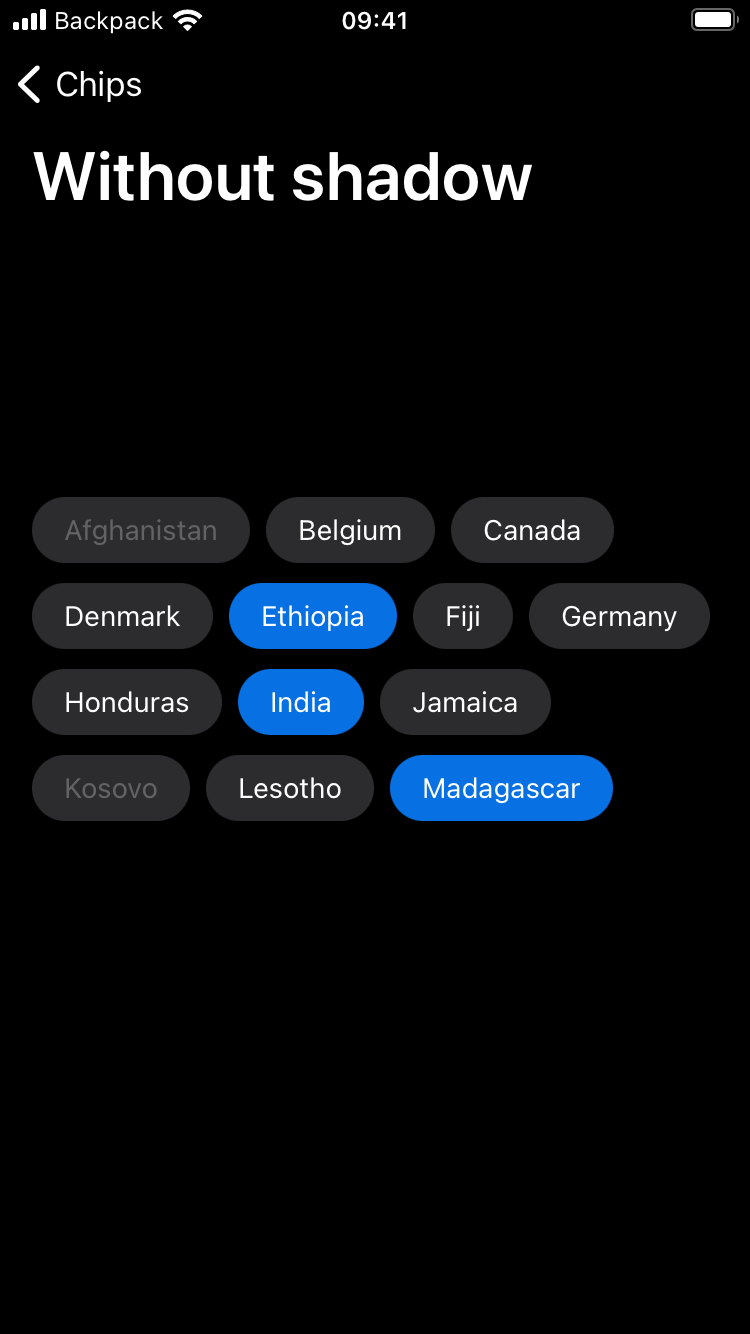 Backpack 09:41
Chips
Without shadow
Afghanistan Belgium Canada
Denmark Ethiopia Fiji Germany
Honduras India Jamaica
Kosovo Lesotho Madagascar